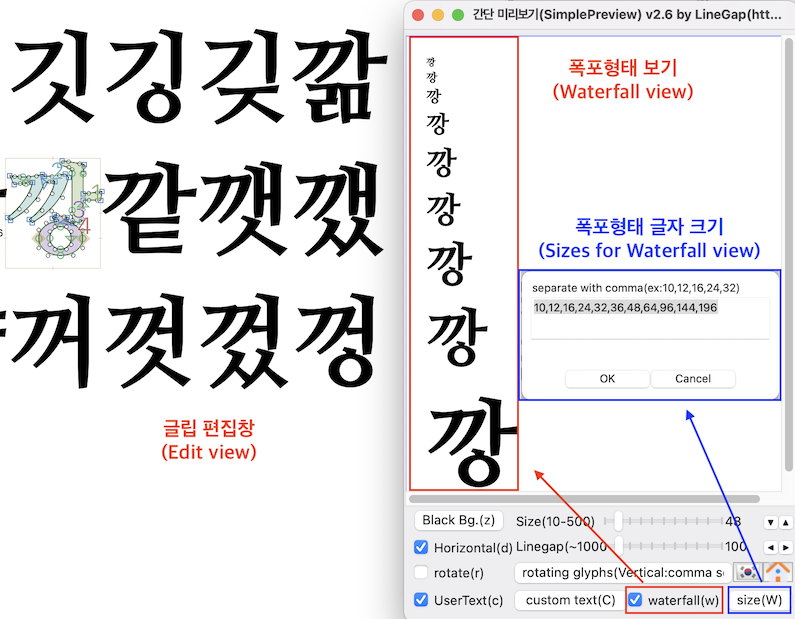 깃깅깆깖
깡깥깻깼
꺼껏껐껑
글립 편집창
(Edit view)
간단 미리보기(SimplePreview) v2.6 by LineGap(htt...
깡
깡
깡
깡
깡
깡
깡
깡
깡
폭포형태 보기
(Waterfall view)
폭포형태 글자 크기
(Sizes for Waterfall view)
separate with comma(ex:10,12,16,24,32)
10,12,16,24,32,36,48,64,96,144,196
OK Cancel
Black Bg.(z) Size(10-500) 48 ▼ ▲
Horizontal(d) Linegap(~1000 100 ◀ ▶
rotate(r) rotating glyphs(Vertical:comma s
UserText(c) custom text(C) waterfall(w) size(W)